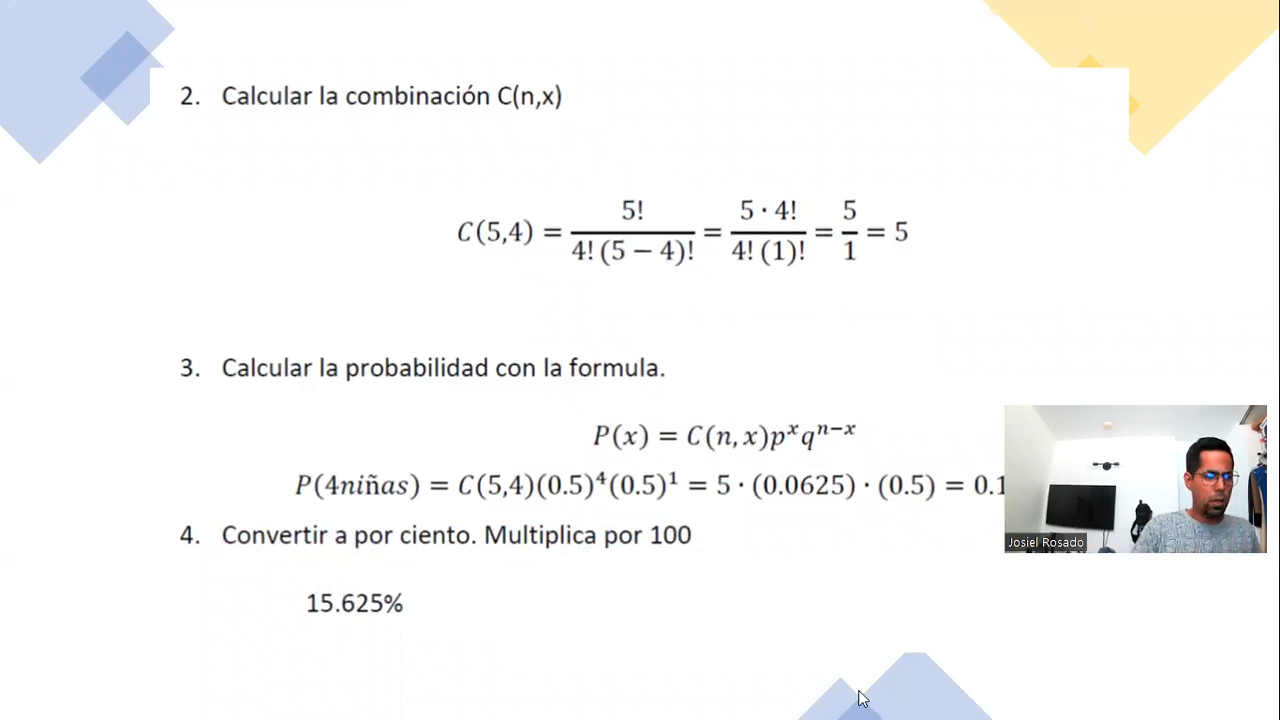 2. Calcular la combinación C(n,x)
C(5,4) = 5! / 4! (5 − 4)! = 5 · 4! / 4! (1)! = 5 / 1 = 5
3. Calcular la probabilidad con la formula.
P(x) = C(n, x)pˣqⁿ⁻ˣ
P(4niñas) = C(5,4)(0.5)⁴(0.5)¹ = 5 · (0.0625) · (0.5) = 0.1
4. Convertir a por ciento. Multiplica por 100
15.625%
Josiel Rosado